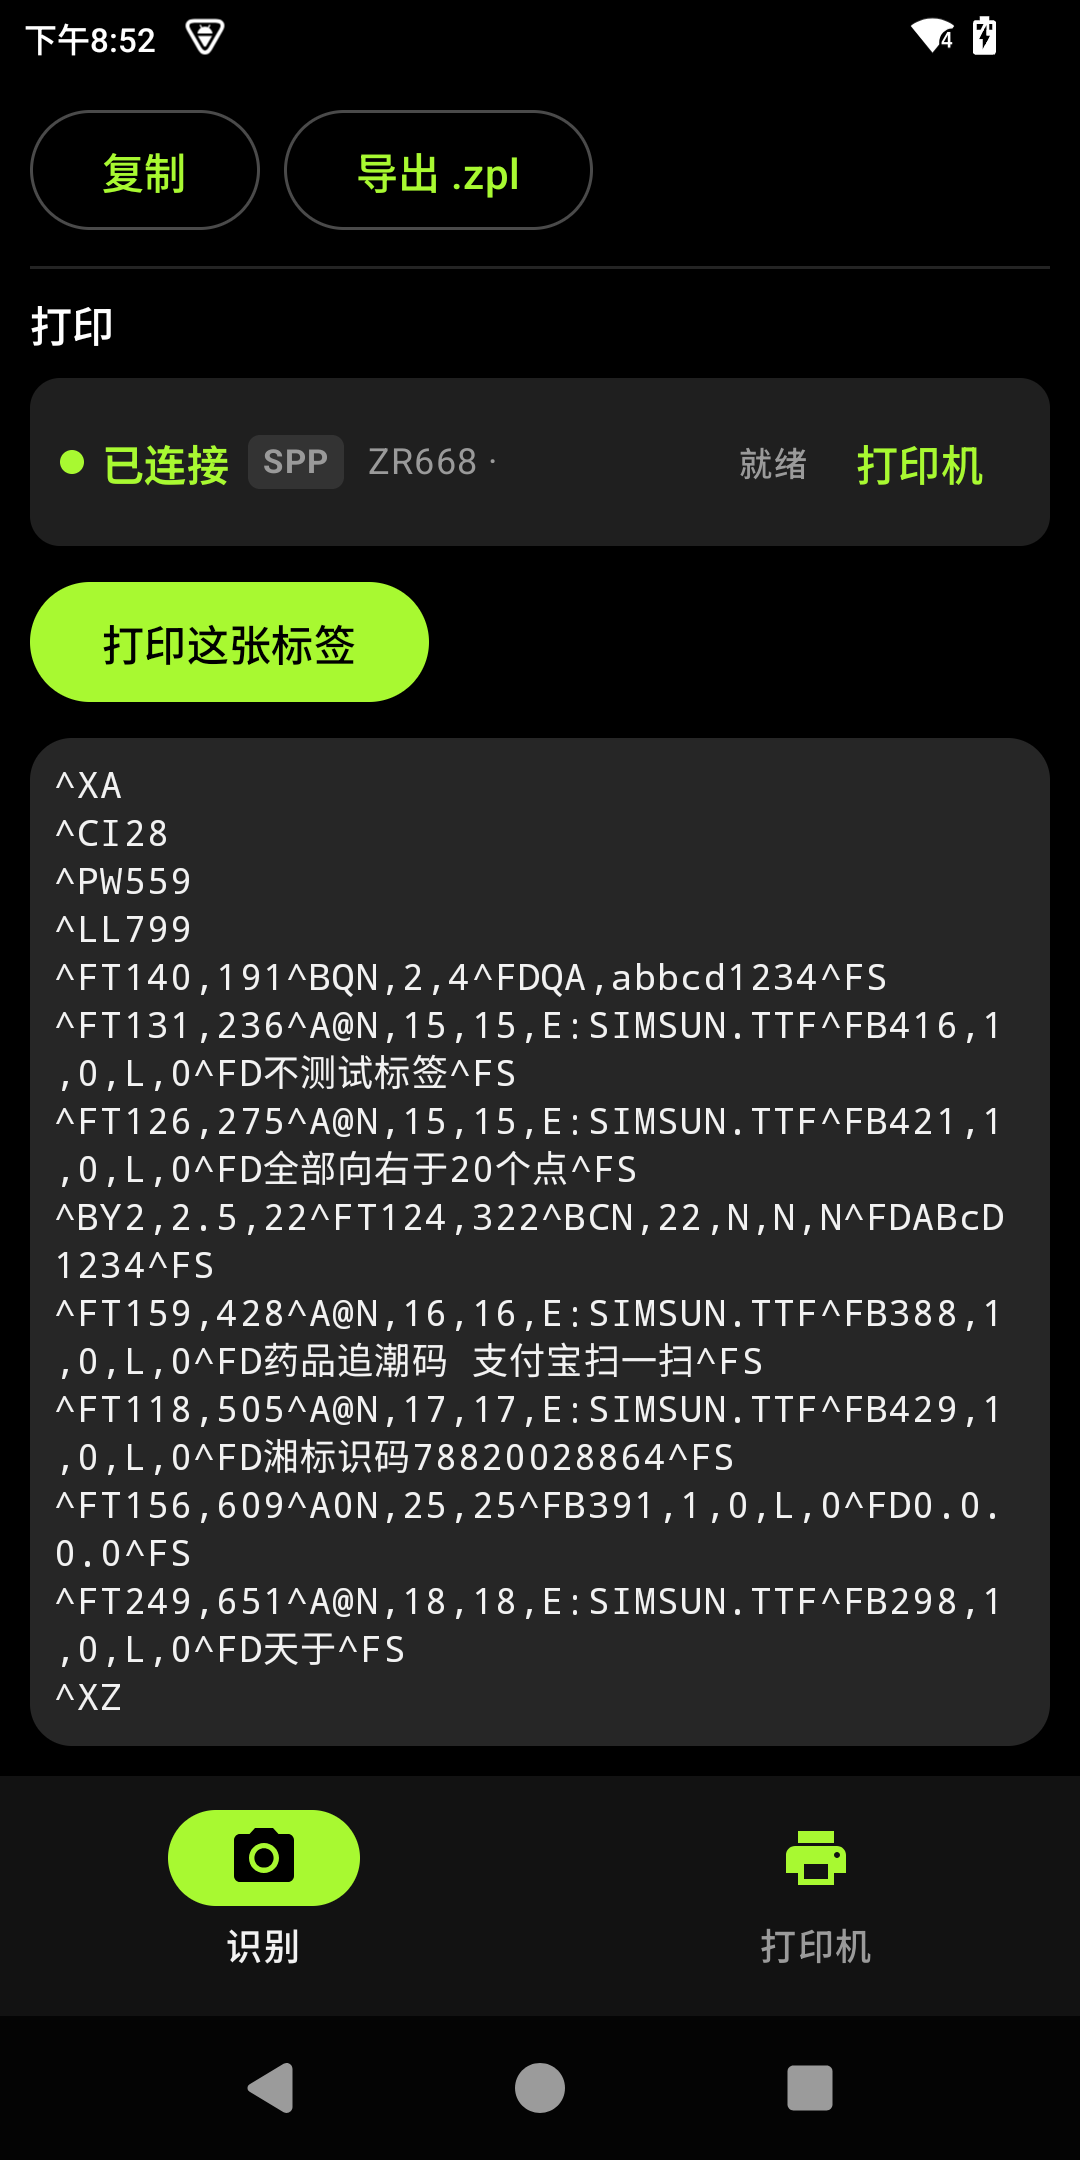 下午8:52
4
复制
导出 .zpl
打印
已连接 SPP ZR668 · 就绪 打印机
打印这张标签
^XA
^CI28
^PW559
^LL799
^FT140,191^BQN,2,4^FDQA,abbcd1234^FS
^FT131,236^A@N,15,15,E:SIMSUN.TTF^FB416,1
,0,L,0^FD不测试标签^FS
^FT126,275^A@N,15,15,E:SIMSUN.TTF^FB421,1
,0,L,0^FD全部向右于20个点^FS
^BY2,2.5,22^FT124,322^BCN,22,N,N,N^FDABcD
1234^FS
^FT159,428^A@N,16,16,E:SIMSUN.TTF^FB388,1
,0,L,0^FD药品追潮码 支付宝扫一扫^FS
^FT118,505^A@N,17,17,E:SIMSUN.TTF^FB429,1
,0,L,0^FD湘标识码78820028864^FS
^FT156,609^A0N,25,25^FB391,1,0,L,0^FD0.0.
0.0^FS
^FT249,651^A@N,18,18,E:SIMSUN.TTF^FB298,1
,0,L,0^FD天于^FS
^XZ
识别
打印机